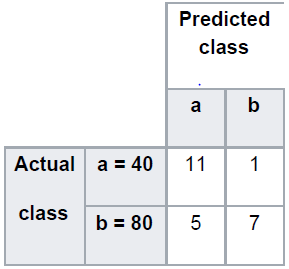 Predicted
class
a b
Actual a = 40 11 1
class
b = 80 5 7